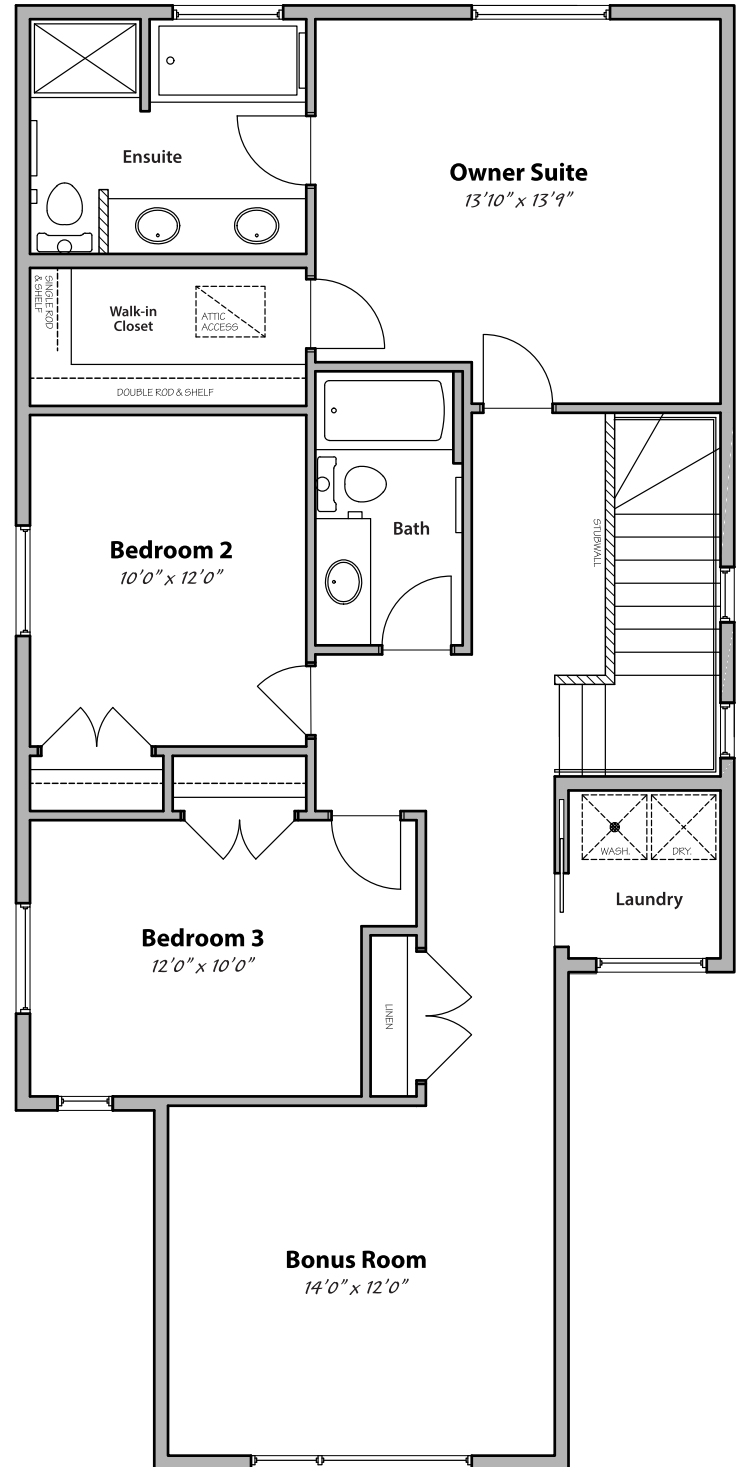 Ensuite
Owner Suite
13'10" x 13'9"
SINGLE ROD
& SHELF
Walk-in
Closet
ATTIC
ACCESS
DOUBLE ROD & SHELF
Bath
STUBWALL
Bedroom 2
10'0" x 12'0"
WASH.
DRY.
Laundry
Bedroom 3
12'0" x 10'0"
LINEN
Bonus Room
14'0" x 12'0"